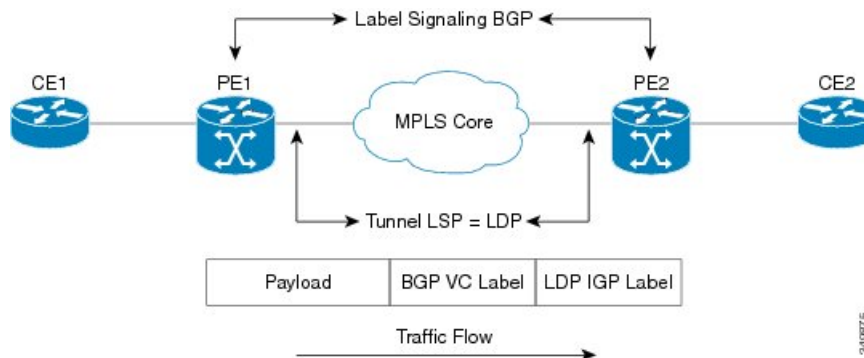 Label Signaling BGP
CE1
PE1
PE2
CE2
MPLS Core
Tunnel LSP = LDP
Payload
BGP VC Label
LDP IGP Label
Traffic Flow